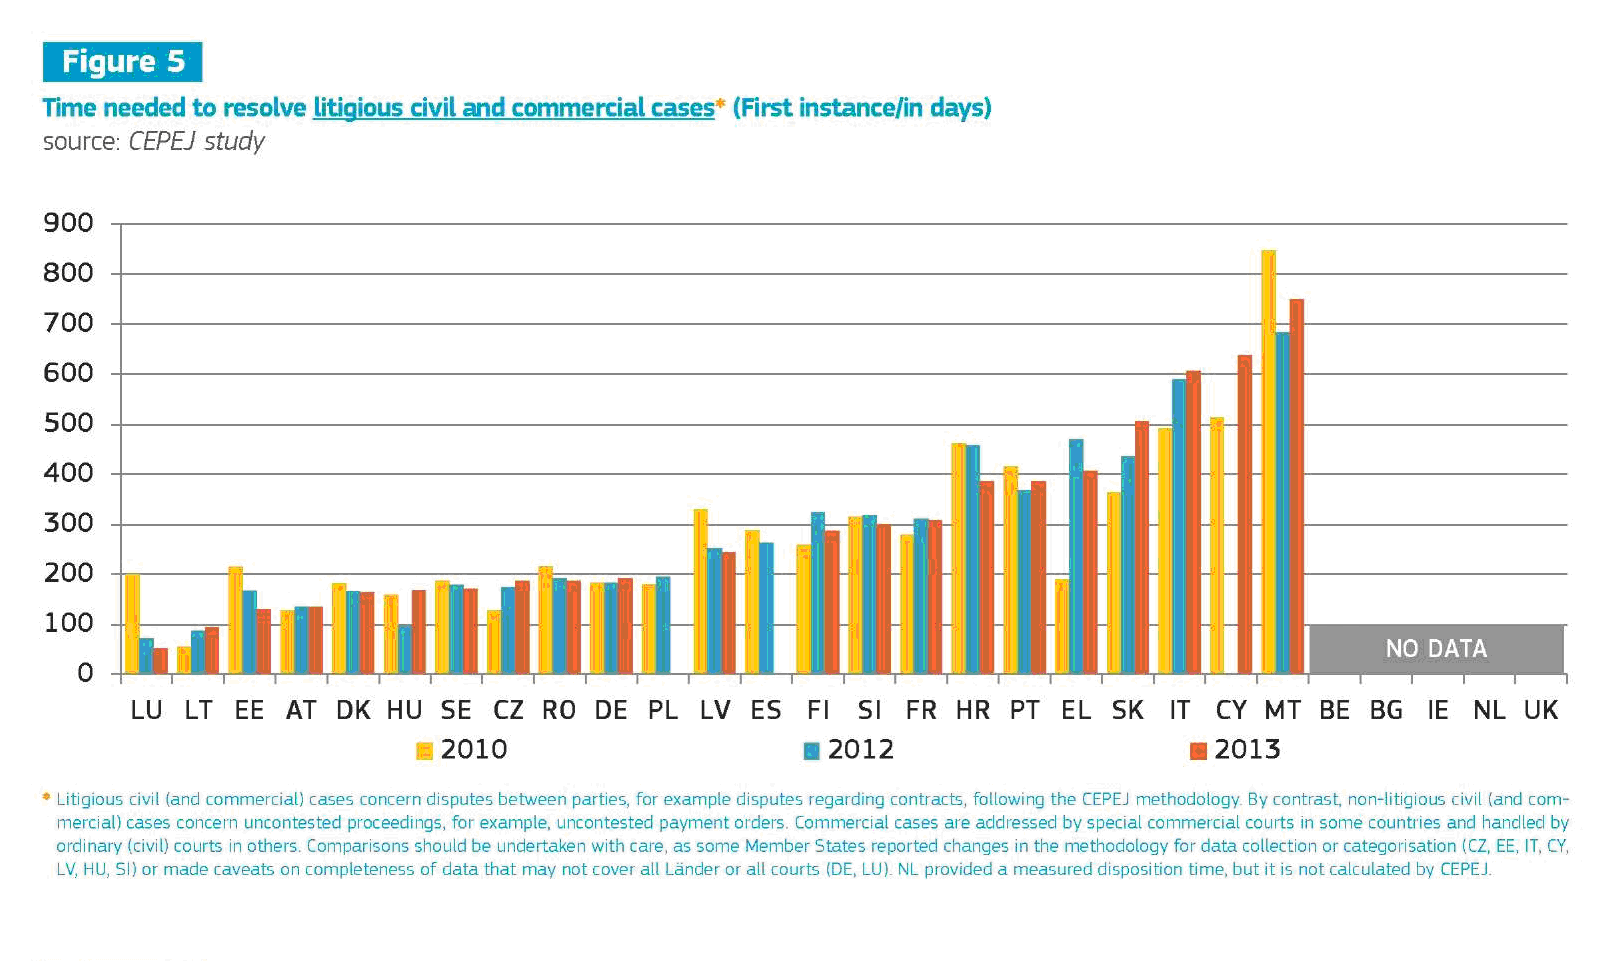 Figure 5
Time needed to resolve litigious civil and commercial cases* (First instance/in days)
source: CEPEJ study
900
800
700
600
500
400
300
200
100
0
NO DATA
LU LT EE AT DK HU SE CZ RO DE PL LV ES FI SI FR HR PT EL SK IT CY MT BE BG IE NL UK
2010 2012 2013
* Litigious civil (and commercial) cases concern disputes between parties, for example disputes regarding contracts, following the CEPEJ methodology. By contrast, non-litigious civil (and com-
mercial) cases concern uncontested proceedings, for example, uncontested payment orders. Commercial cases are addressed by special commercial courts in some countries and handled by
ordinary (civil) courts in others. Comparisons should be undertaken with care, as some Member States reported changes in the methodology for data collection or categorisation (CZ, EE, IT, CY,
LV, HU, SI) or made caveats on completeness of data that may not cover all Länder or all courts (DE, LU). NL provided a measured disposition time, but it is not calculated by CEPEJ.